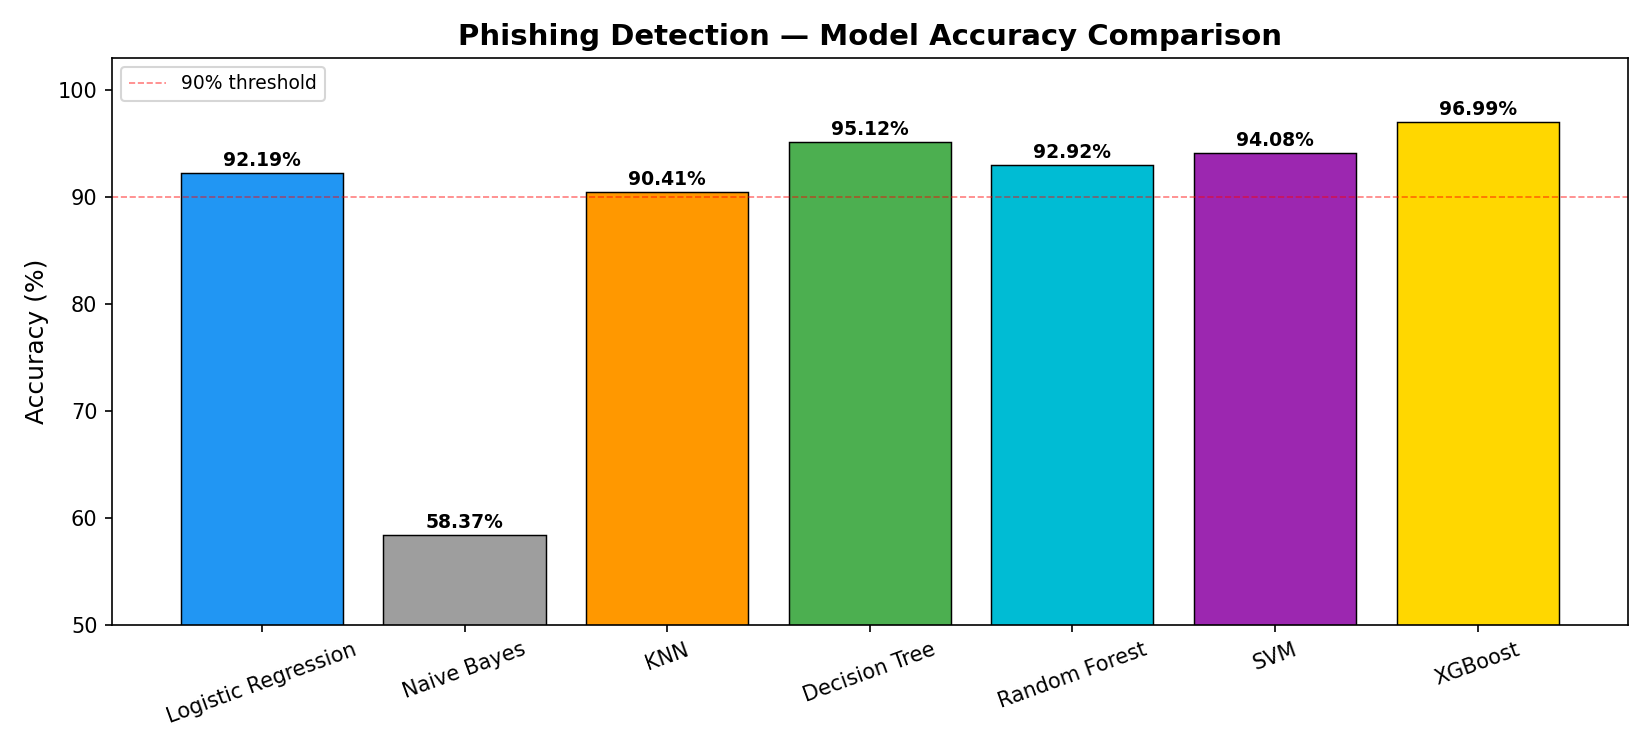 Phishing Detection — Model Accuracy Comparison
90% threshold
Accuracy (%)
100
90
80
70
60
50
92.19%
58.37%
90.41%
95.12%
92.92%
94.08%
96.99%
Logistic Regression
Naive Bayes
KNN
Decision Tree
Random Forest
SVM
XGBoost